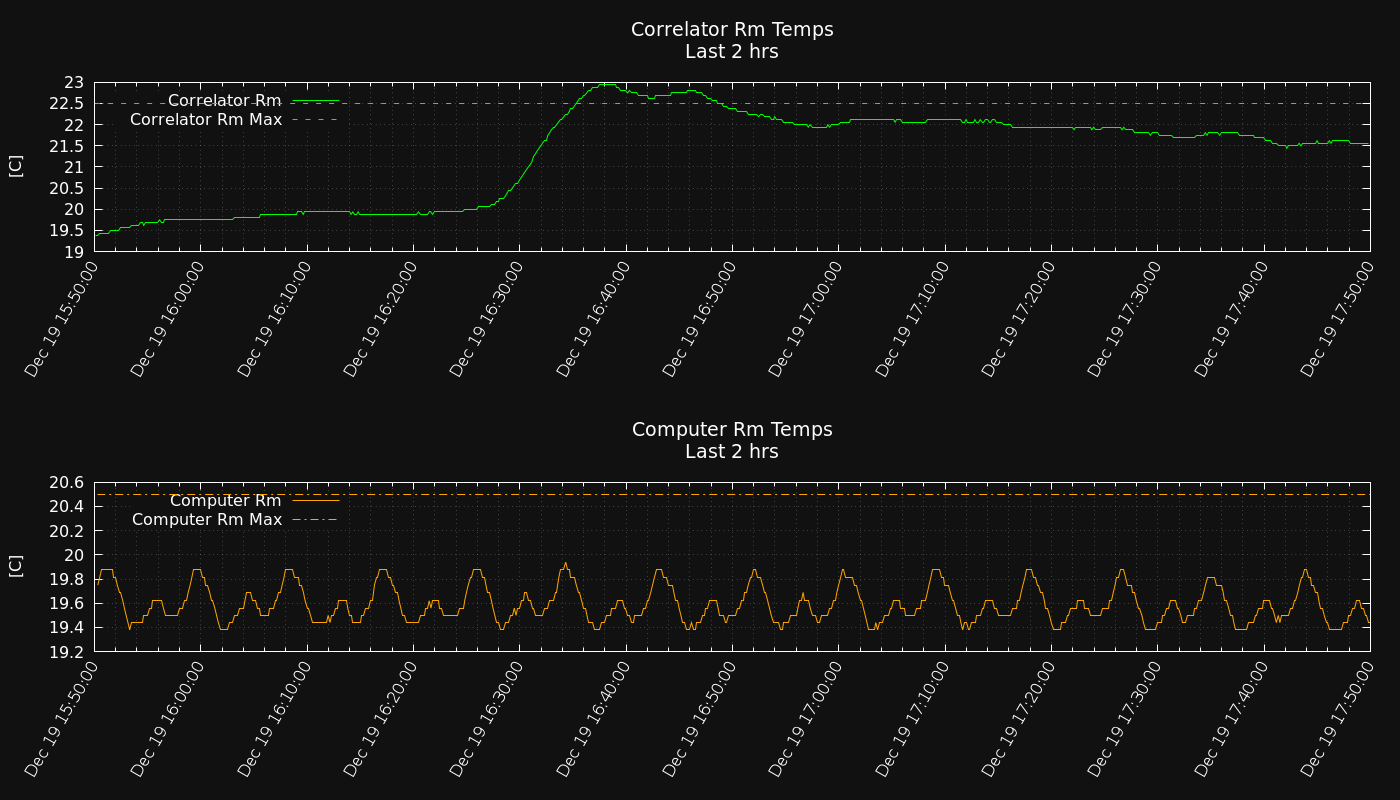 Correlator Rm Temps
Last 2 hrs
23
22.5
22
21.5
21
20.5
20
19.5
19
[C]
Correlator Rm
Correlator Rm Max
Dec 19 15:50:00
Dec 19 16:00:00
Dec 19 16:10:00
Dec 19 16:20:00
Dec 19 16:30:00
Dec 19 16:40:00
Dec 19 16:50:00
Dec 19 17:00:00
Dec 19 17:10:00
Dec 19 17:20:00
Dec 19 17:30:00
Dec 19 17:40:00
Dec 19 17:50:00
Computer Rm Temps
Last 2 hrs
20.6
20.4
20.2
20
19.8
19.6
19.4
19.2
[C]
Computer Rm
Computer Rm Max
Dec 19 15:50:00
Dec 19 16:00:00
Dec 19 16:10:00
Dec 19 16:20:00
Dec 19 16:30:00
Dec 19 16:40:00
Dec 19 16:50:00
Dec 19 17:00:00
Dec 19 17:10:00
Dec 19 17:20:00
Dec 19 17:30:00
Dec 19 17:40:00
Dec 19 17:50:00